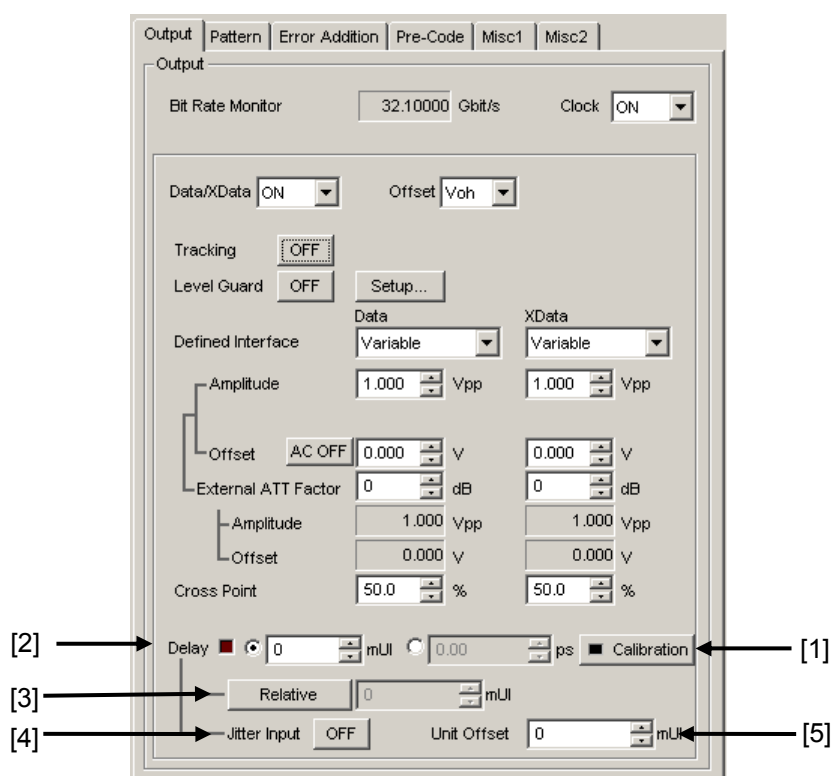 Output Pattern Error Addition Pre-Code Misc1 Misc2
Output
Bit Rate Monitor 32.10000 Gbit/s Clock ON
Data/XData ON Offset Voh
Tracking OFF
Level Guard OFF Setup...
Data XData
Defined Interface Variable Variable
Amplitude 1.000 Vpp 1.000 Vpp
Offset AC OFF 0.000 V 0.000 V
External ATT Factor 0 dB 0 dB
Amplitude 1.000 Vpp 1.000 Vpp
Offset 0.000 V 0.000 V
Cross Point 50.0 % 50.0 %
[2] Delay 0 mUI 0.00 ps Calibration [1]
[3] Relative 0 mUI
[4] Jitter Input OFF Unit Offset 0 mUI [5]